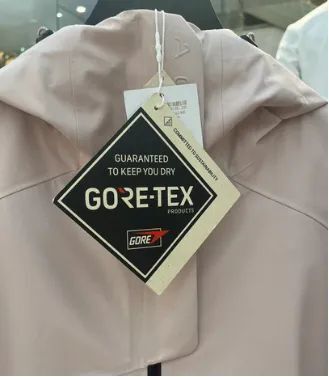 GUARANTEED
TO KEEP YOU DRY
GORE-TEX
PRODUCTS
GORE
COMMITTED TO SUSTAINABILITY